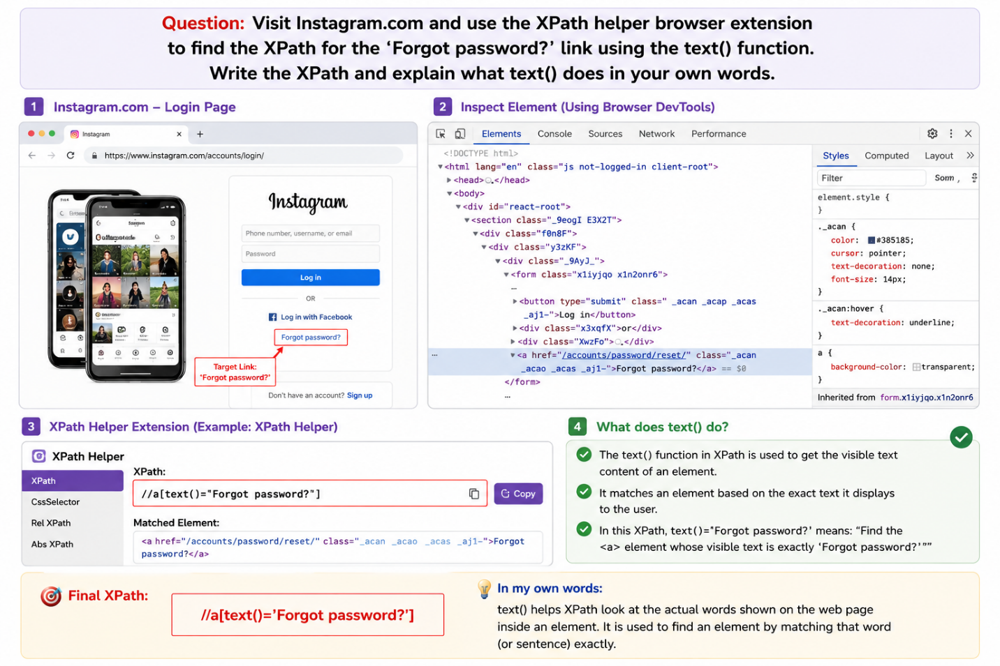 Question: Visit Instagram.com and use the XPath helper browser extension
to find the XPath for the ‘Forgot password?’ link using the text() function.
Write the XPath and explain what text() does in your own words.
1 Instagram.com – Login Page
Instagram
https://www.instagram.com/accounts/login/
Instagram
Phone number, username, or email
Password
Log in
OR
Log in with Facebook
Forgot password?
Target Link:
'Forgot password?'
Don't have an account? Sign up
2 Inspect Element (Using Browser DevTools)
Elements Console Sources Network Performance
<!DOCTYPE html>
<html lang="en" class="js not-logged-in client-root">
<head> </head>
<body>
<div id="react-root">
<section class="_9eogI E3X2T">
<div class="f0n8F">
<div class="y3zKF">
<div class="_9AyJ_">
<form class="x1iyjqo x1n2onr6">
…
<button type="submit" class=" _acan _acap _acas
_aj1-">Log in</button>
<div class="x3xqfX">or</div>
<div class="XwzFo"> </div>
… <a href="/accounts/password/reset/" class="_acan
_acao _acas _aj1-">Forgot password?</a> == $0
</form>
…
Styles Computed Layout »
Filter Somn ,
element.style {
}
._acan {
color: #385185;
cursor: pointer;
text-decoration: none;
font-size: 14px;
}
._acan:hover {
text-decoration: underline;
}
a {
background-color: transparent;
}
Inherited from form.x1iyjqo.x1n2onr6
3 XPath Helper Extension (Example: XPath Helper)
XPath Helper
XPath
CssSelector
Rel XPath
Abs XPath
XPath:
//a[text()="Forgot password?"]
Copy
Matched Element:
<a href="/accounts/password/reset/" class="_acan _acao _acas _aj1-">Forgot
password?</a>
4 What does text() do?
The text() function in XPath is used to get the visible text
content of an element.
It matches an element based on the exact text it displays
to the user.
In this XPath, text()="Forgot password?' means: “Find the
<a> element whose visible text is exactly ‘Forgot password?’””
Final XPath:
//a[text()=’Forgot password?’]
In my own words:
text() helps XPath look at the actual words shown on the web page
inside an element. It is used to find an element by matching that word
(or sentence) exactly.